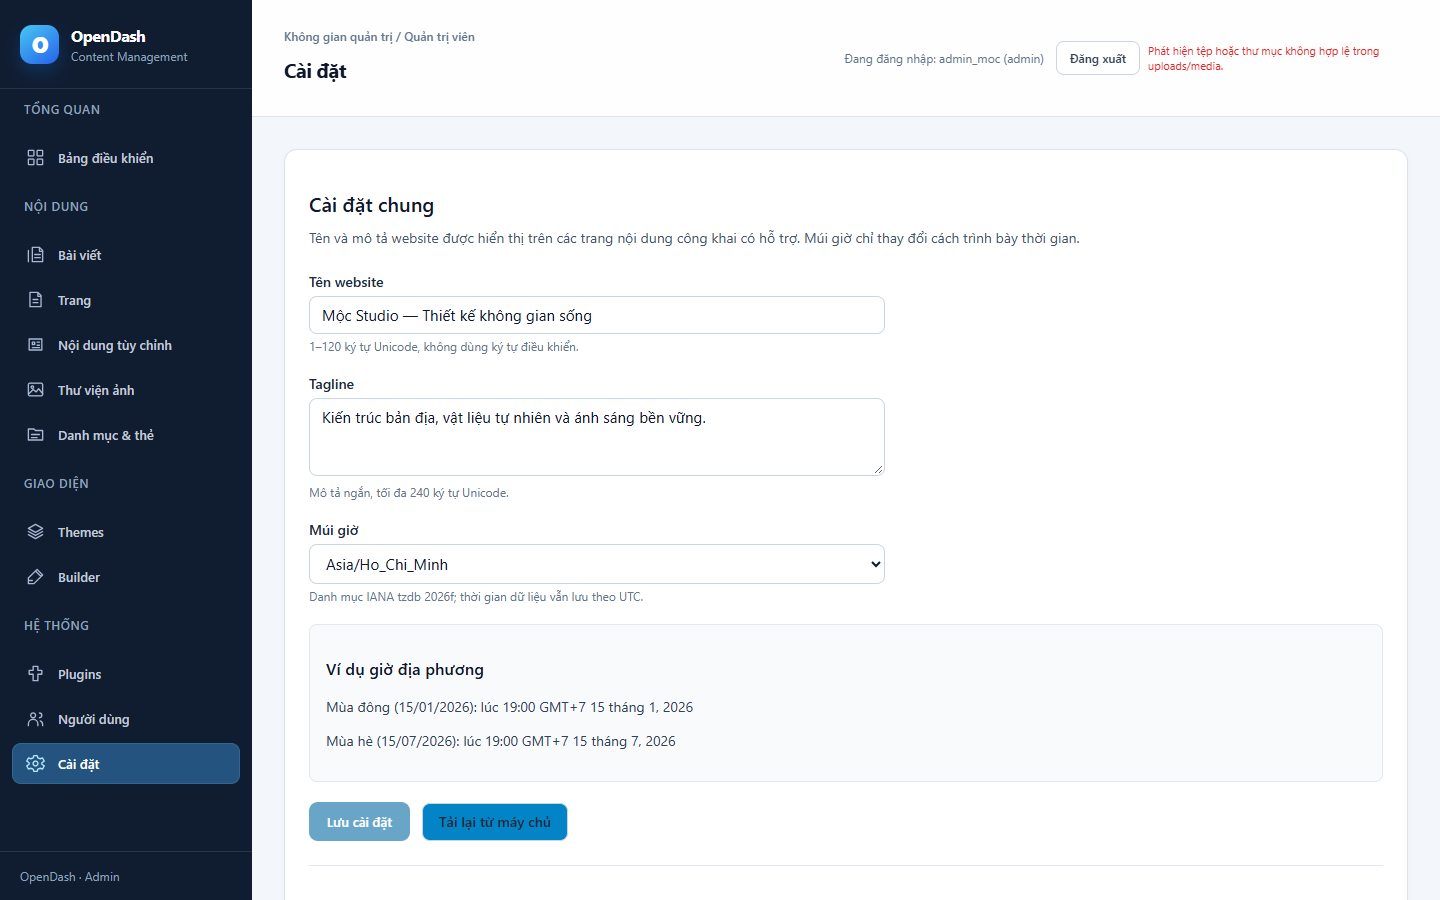 O
OpenDash
Content Management
TỔNG QUAN
Bảng điều khiển
NỘI DUNG
Bài viết
Trang
Nội dung tùy chỉnh
Thư viện ảnh
Danh mục & thẻ
GIAO DIỆN
Themes
Builder
HỆ THỐNG
Plugins
Người dùng
Cài đặt
OpenDash · Admin
Không gian quản trị / Quản trị viên
Cài đặt
Đang đăng nhập: admin_moc (admin)
Đăng xuất
Phát hiện tệp hoặc thư mục không hợp lệ trong
uploads/media.
Cài đặt chung
Tên và mô tả website được hiển thị trên các trang nội dung công khai có hỗ trợ. Múi giờ chỉ thay đổi cách trình bày thời gian.
Tên website
Mộc Studio — Thiết kế không gian sống
1–120 ký tự Unicode, không dùng ký tự điều khiển.
Tagline
Kiến trúc bản địa, vật liệu tự nhiên và ánh sáng bền vững.
Mô tả ngắn, tối đa 240 ký tự Unicode.
Múi giờ
Asia/Ho_Chi_Minh
Danh mục IANA tzdb 2026f; thời gian dữ liệu vẫn lưu theo UTC.
Ví dụ giờ địa phương
Mùa đông (15/01/2026): lúc 19:00 GMT+7 15 tháng 1, 2026
Mùa hè (15/07/2026): lúc 19:00 GMT+7 15 tháng 7, 2026
Lưu cài đặt
Tải lại từ máy chủ